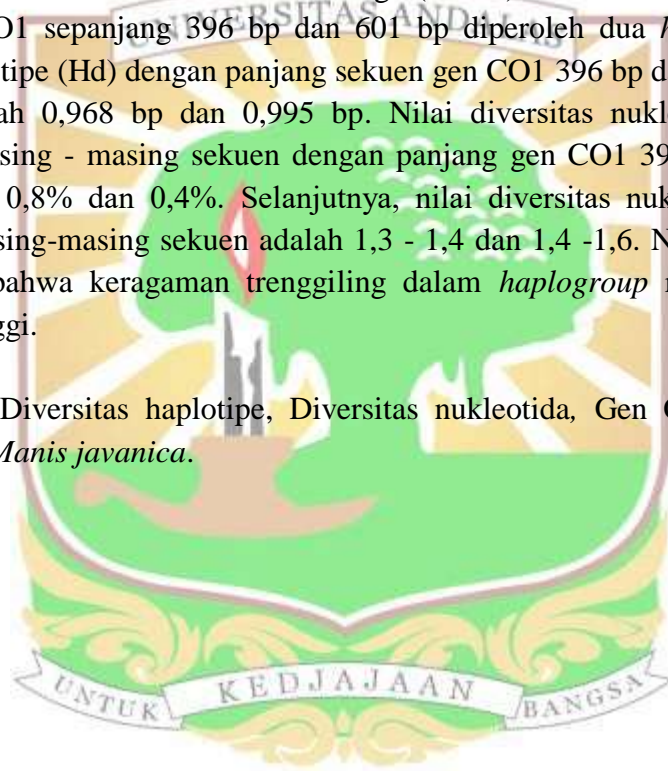 UNIVERSITAS ANDALAS
O1 sepanjang 396 bp dan 601 bp diperoleh dua
tipe (Hd) dengan panjang sekuen gen CO1 396 bp d
ah 0,968 bp dan 0,995 bp. Nilai diversitas nukl
sing - masing sekuen dengan panjang gen CO1 39
0,8% dan 0,4%. Selanjutnya, nilai diversitas nuk
sing-masing sekuen adalah 1,3 - 1,4 dan 1,4 -1,6. N
bahwa keragaman trenggiling dalam haplogroup
ggi.
Diversitas haplotipe, Diversitas nukleotida, Gen
Manis javanica.
UNTUK KEDJAJAAN BANGSA